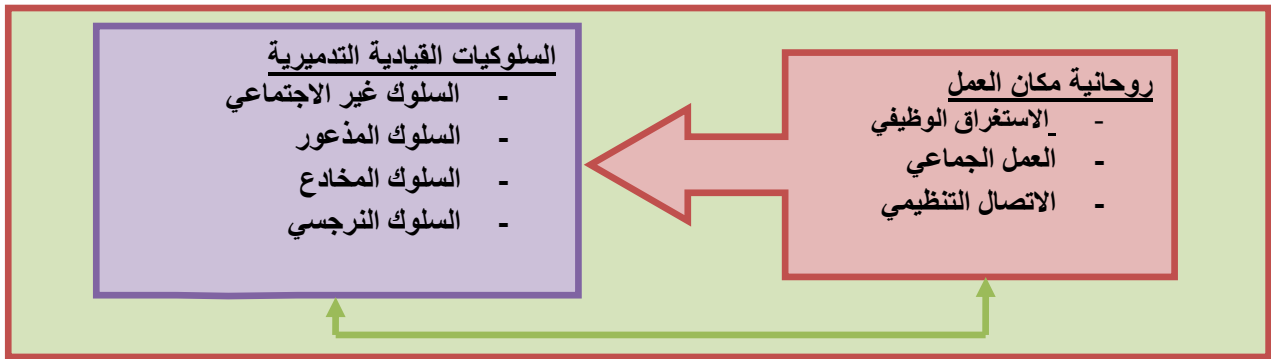 روحانية مكان العمل
- الاستغراق الوظيفي
- العمل الجماعي
- الاتصال التنظيمي
السلوكيات القيادية التدميرية
- السلوك غير الاجتماعي
- السلوك المذعور
- السلوك المخادع
- السلوك النرجسي